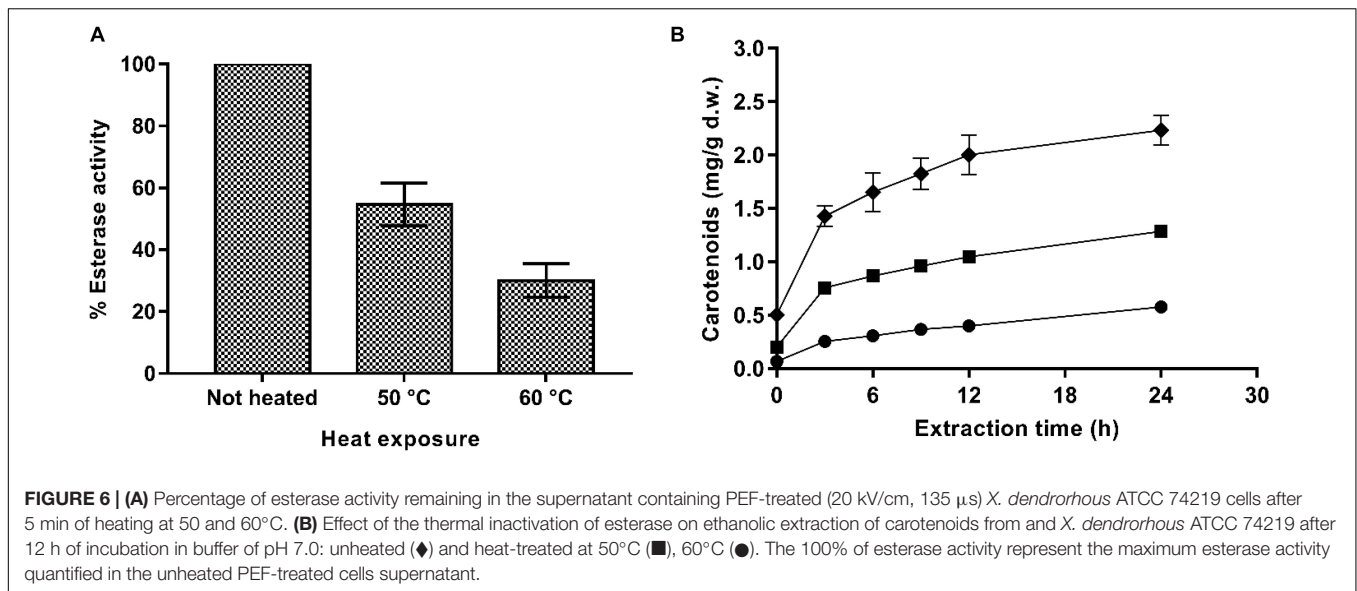 A
100
80
60
40
20
0
% Esterase activity
Not heated 50 °C 60 °C
Heat exposure
B
3.0
2.5
2.0
1.5
1.0
0.5
0.0
Carotenoids (mg/g d.w.)
0 6 12 18 24 30
Extraction time (h)
FIGURE 6 | (A) Percentage of esterase activity remaining in the supernatant containing PEF-treated (20 kV/cm, 135 μs) X. dendrorhous ATCC 74219 cells after
5 min of heating at 50 and 60°C. (B) Effect of the thermal inactivation of esterase on ethanolic extraction of carotenoids from and X. dendrorhous ATCC 74219 after
12 h of incubation in buffer of pH 7.0: unheated (♦) and heat-treated at 50°C (■), 60°C (●). The 100% of esterase activity represent the maximum esterase activity
quantified in the unheated PEF-treated cells supernatant.